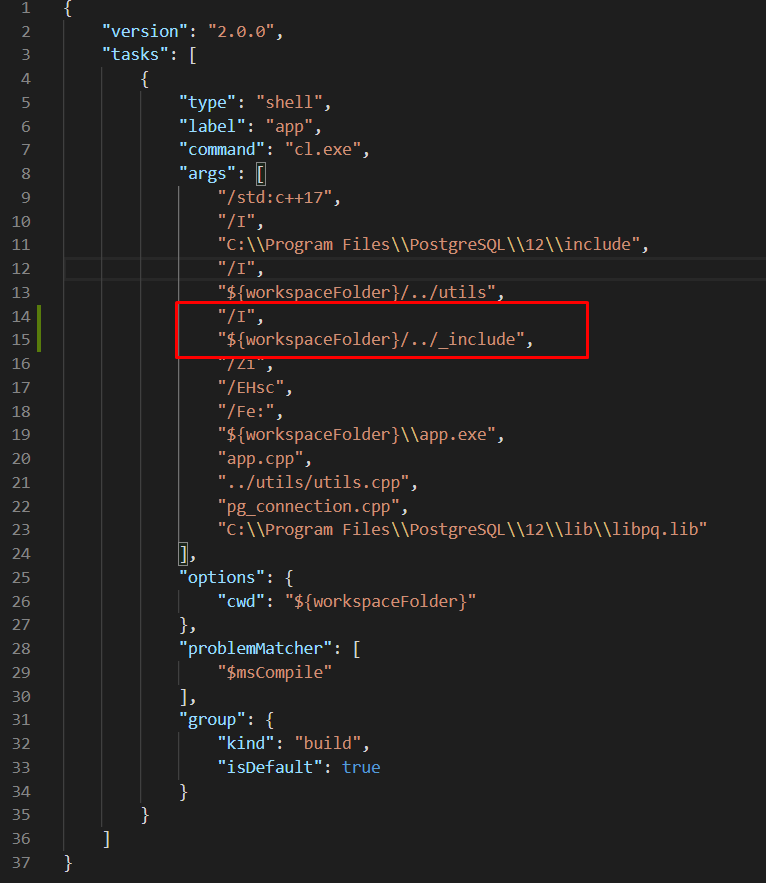 1 {
2 "version": "2.0.0",
3 "tasks": [
4 {
5 "type": "shell",
6 "label": "app",
7 "command": "cl.exe",
8 "args": [
9 "/std:c++17",
10 "/I",
11 "C:\\Program Files\\PostgreSQL\\12\\include",
12 "/I",
13 "${workspaceFolder}/../utils",
14 "/I",
15 "${workspaceFolder}/../_include",
16 "/Zi",
17 "/EHsc",
18 "/Fe:",
19 "${workspaceFolder}\\app.exe",
20 "app.cpp",
21 "../utils/utils.cpp",
22 "pg_connection.cpp",
23 "C:\\Program Files\\PostgreSQL\\12\\lib\\libpq.lib"
24 ],
25 "options": {
26 "cwd": "${workspaceFolder}"
27 },
28 "problemMatcher": [
29 "$msCompile"
30 ],
31 "group": {
32 "kind": "build",
33 "isDefault": true
34 }
35 }
36 ]
37 }